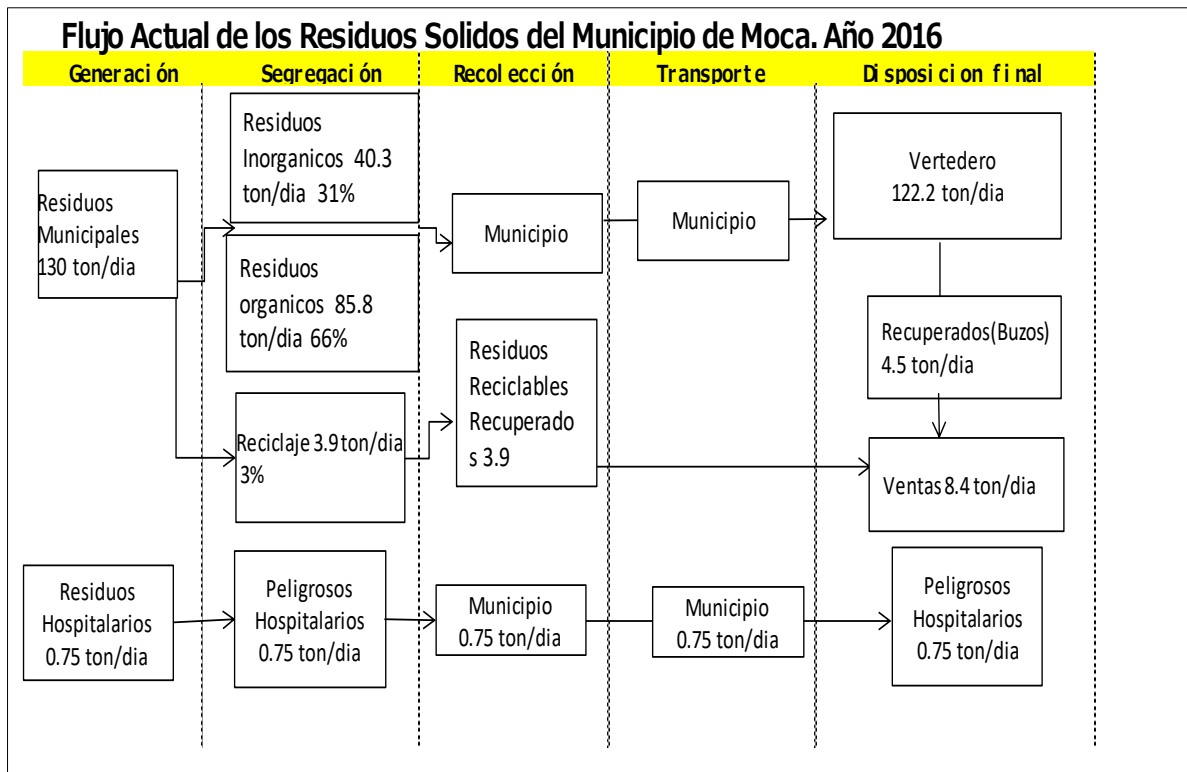 Flujo Actual de los Residuos Solidos del Municipio de Moca. Año 2016
Generación
Segregación
Recolección
Transporte
Disposicion final
Residuos
Municipales
130 ton/dia
Residuos
Inorganicos 40.3
ton/dia 31%
Residuos
organicos 85.8
ton/dia 66%
Municipio
Municipio
Vertedero
122.2 ton/dia
Recuperados(Buzos)
4.5 ton/dia
Reciclaje 3.9 ton/dia
3%
Residuos
Reciclables
Recuperado
s 3.9
Ventas 8.4 ton/dia
Residuos
Hospitalarios
0.75 ton/dia
Peligrosos
Hospitalarios
0.75 ton/dia
Municipio
0.75 ton/dia
Municipio
0.75 ton/dia
Peligrosos
Hospitalarios
0.75 ton/dia